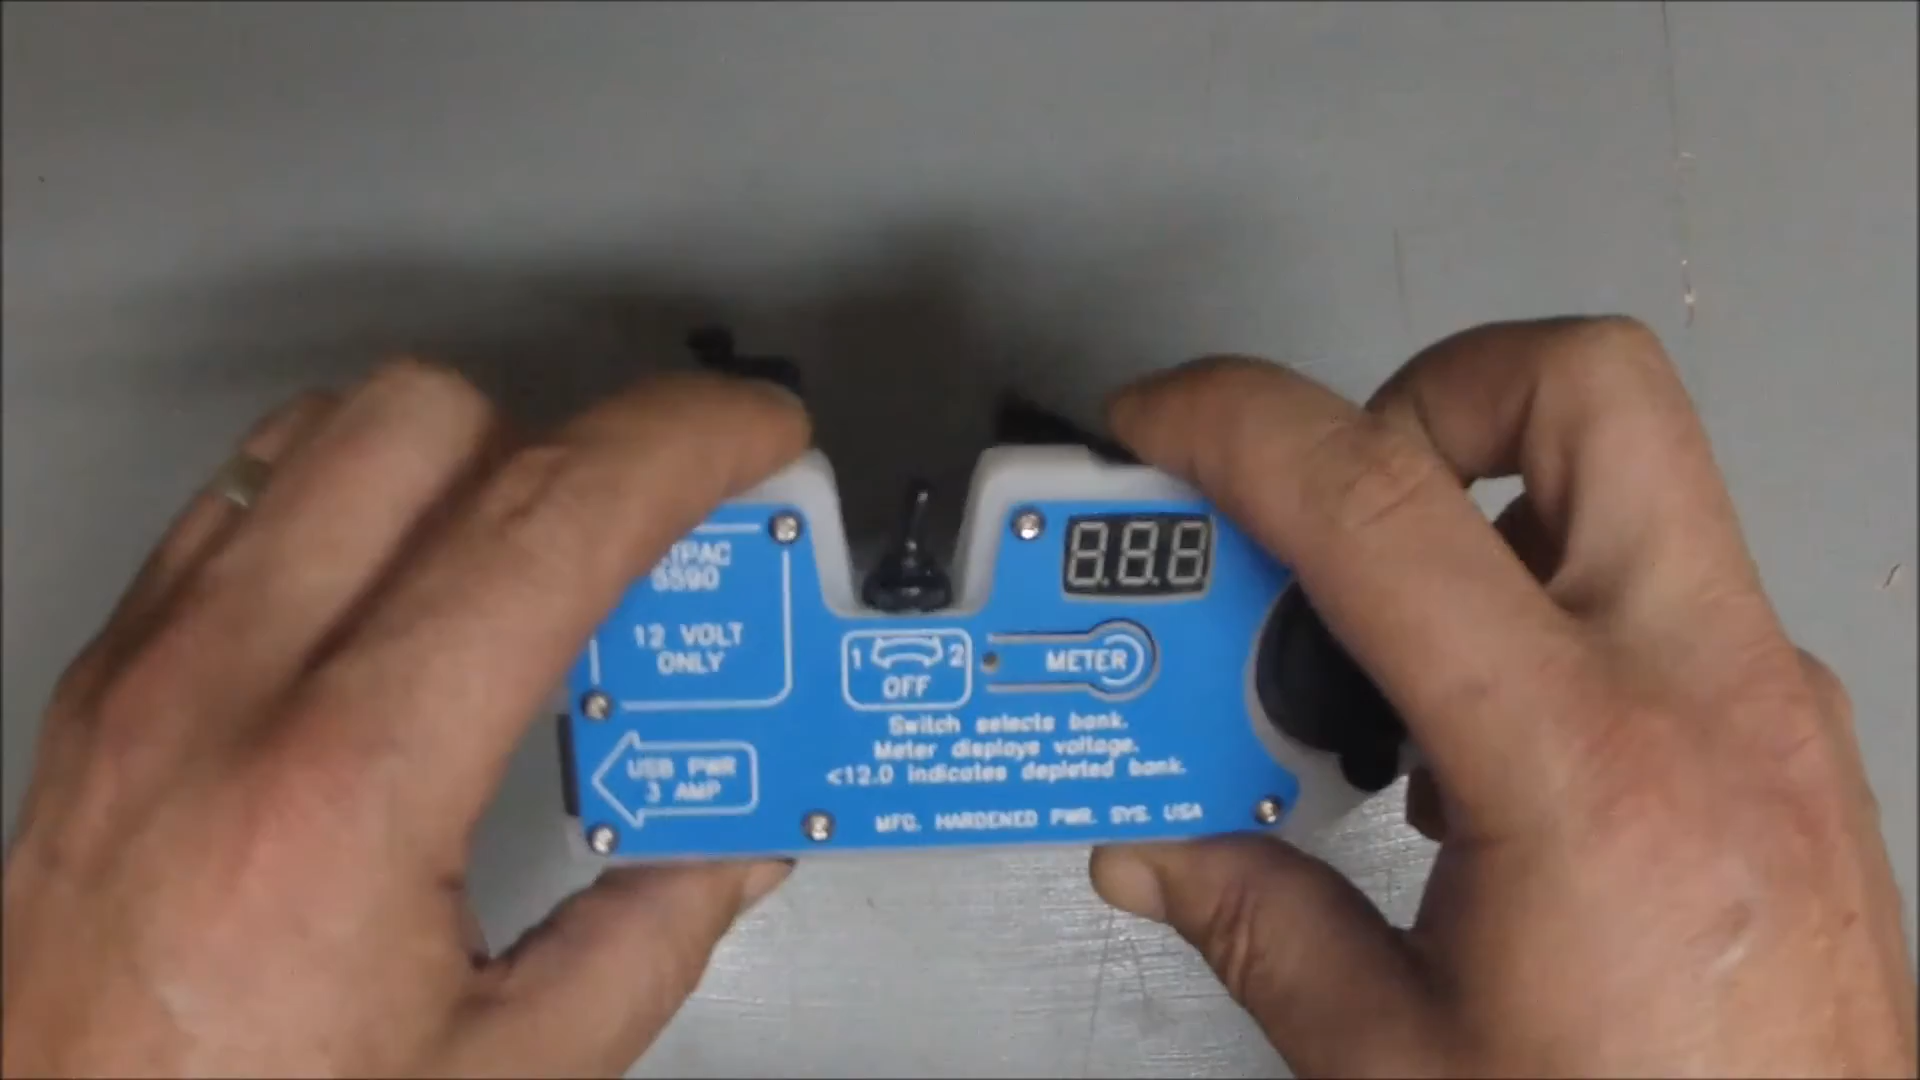 12 VOLT
ONLY
USB PWR
3 AMP
1 2
OFF
8.8.8
METER
Switch selects bank.
Meter displays voltage.
<12.0 indicates depleted bank.
MFG. HARDENED PWR. SYS. USA